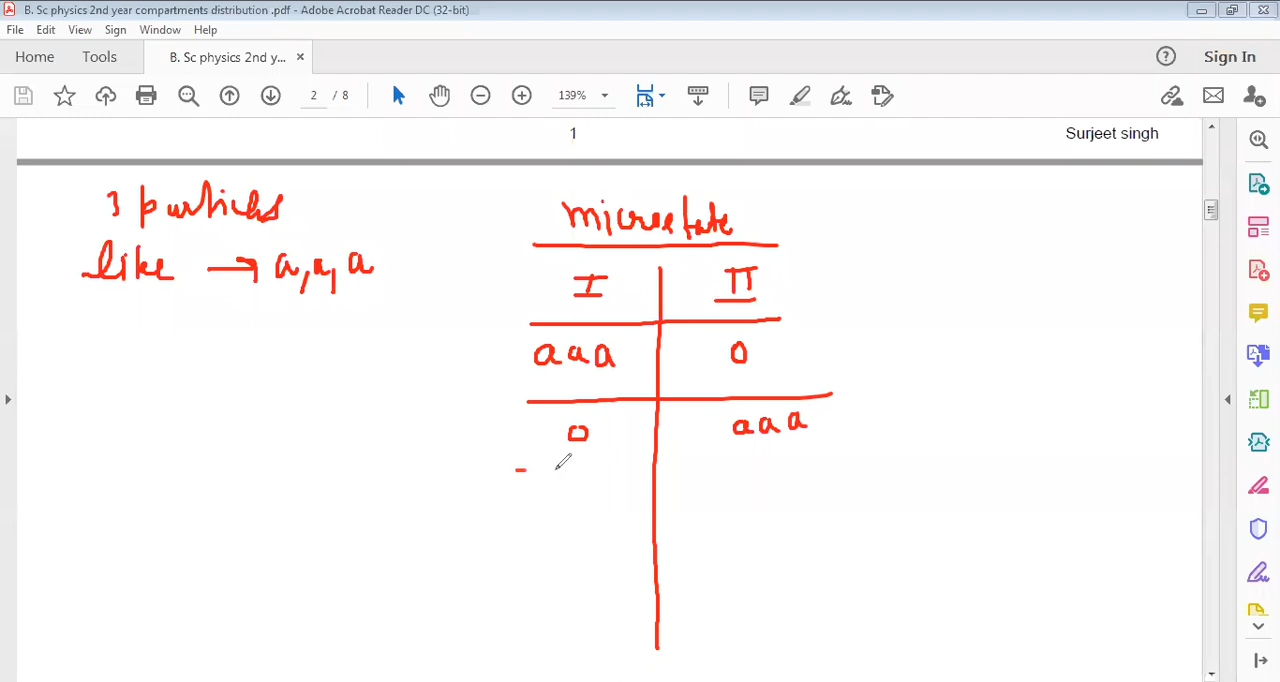 B. Sc physics 2nd year compartments distribution .pdf - Adobe Acrobat Reader DC (32-bit)
File Edit View Sign Window Help
Home Tools B. Sc physics 2nd y... × Sign In
2 / 8 139%
1 Surjeet singh
3 particles
like → a, a, a
microstate
I II
aaa 0
0 aaa